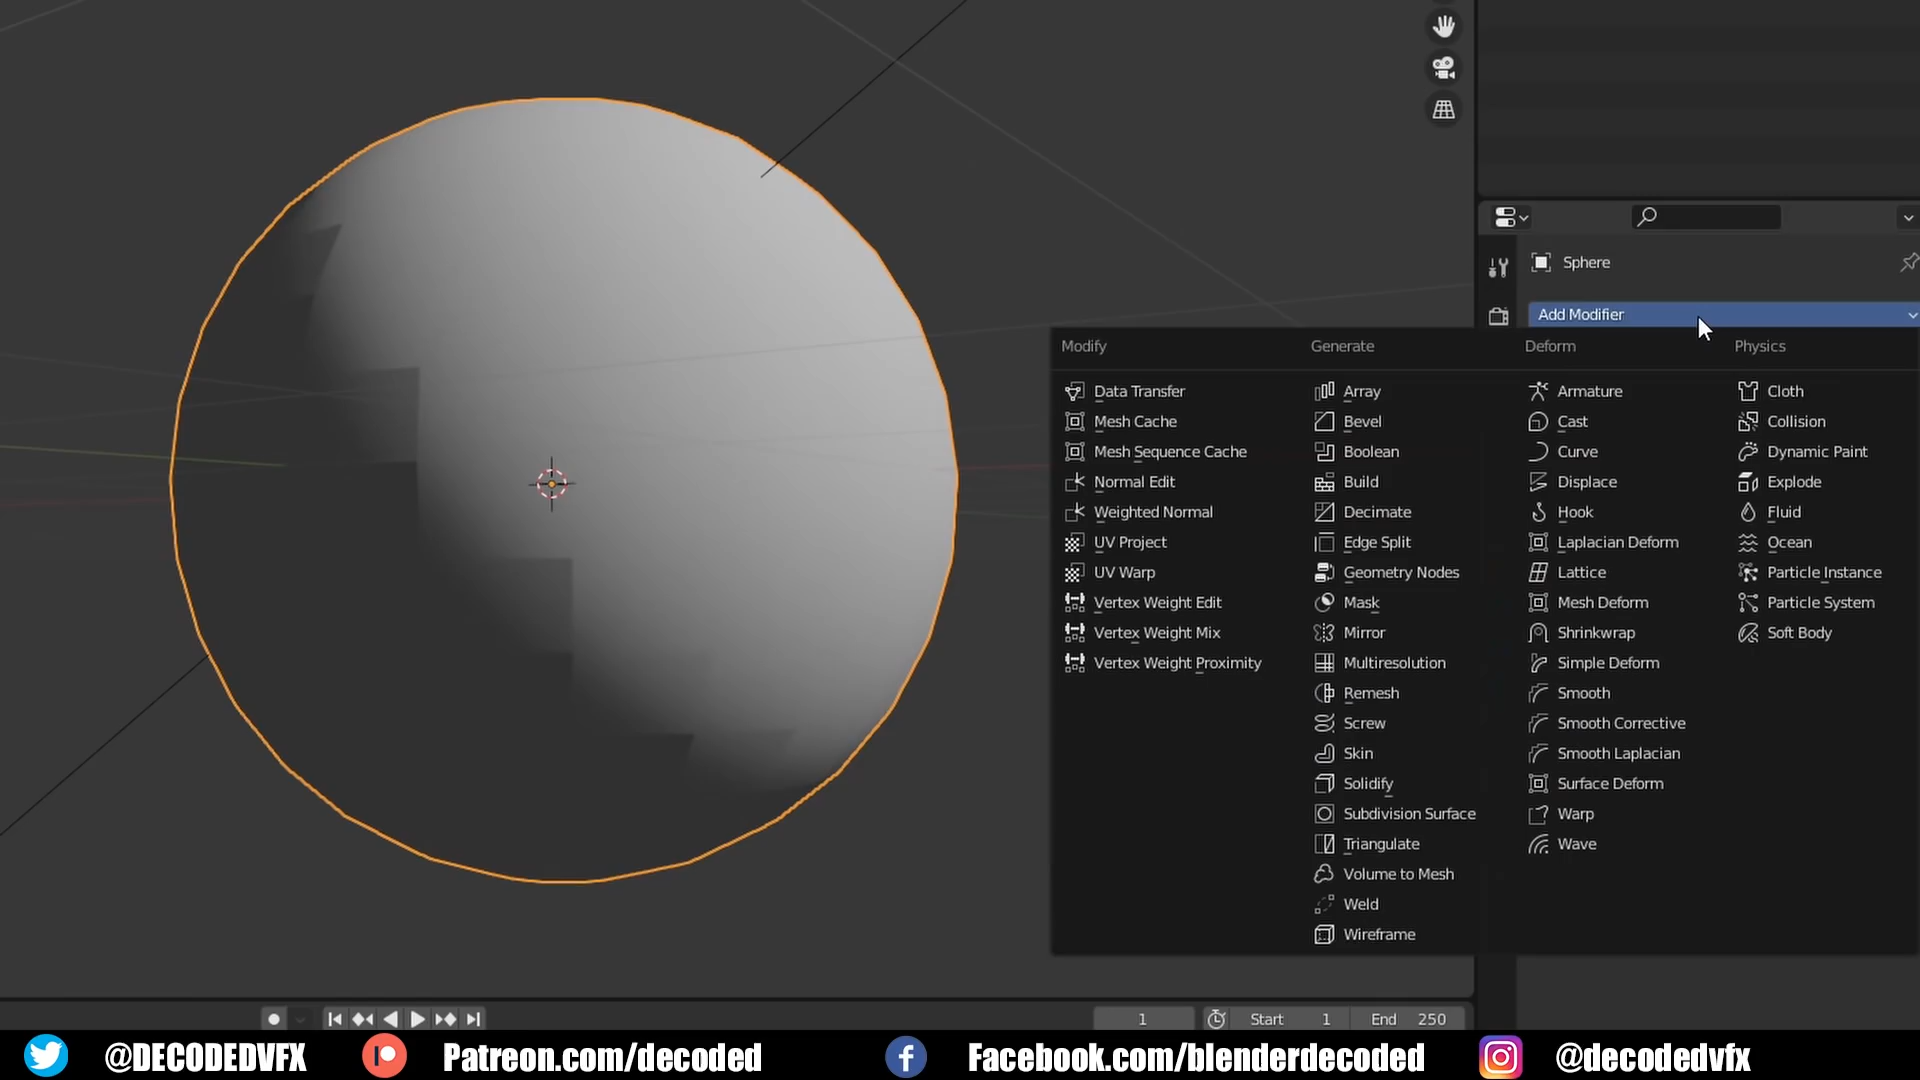 Sphere
Add Modifier
Modify
Data Transfer
Mesh Cache
Mesh Sequence Cache
Normal Edit
Weighted Normal
UV Project
UV Warp
Vertex Weight Edit
Vertex Weight Mix
Vertex Weight Proximity
Generate
Array
Bevel
Boolean
Build
Decimate
Edge Split
Geometry Nodes
Mask
Mirror
Multiresolution
Remesh
Screw
Skin
Solidify
Subdivision Surface
Triangulate
Volume to Mesh
Weld
Wireframe
Deform
Armature
Cast
Curve
Displace
Hook
Laplacian Deform
Lattice
Mesh Deform
Shrinkwrap
Simple Deform
Smooth
Smooth Corrective
Smooth Laplacian
Surface Deform
Warp
Wave
Physics
Cloth
Collision
Dynamic Paint
Explode
Fluid
Ocean
Particle Instance
Particle System
Soft Body
1 Start 1 End 250
@DECODEDVFX Patreon.com/decoded Facebook.com/blenderdecoded @decodedvfx